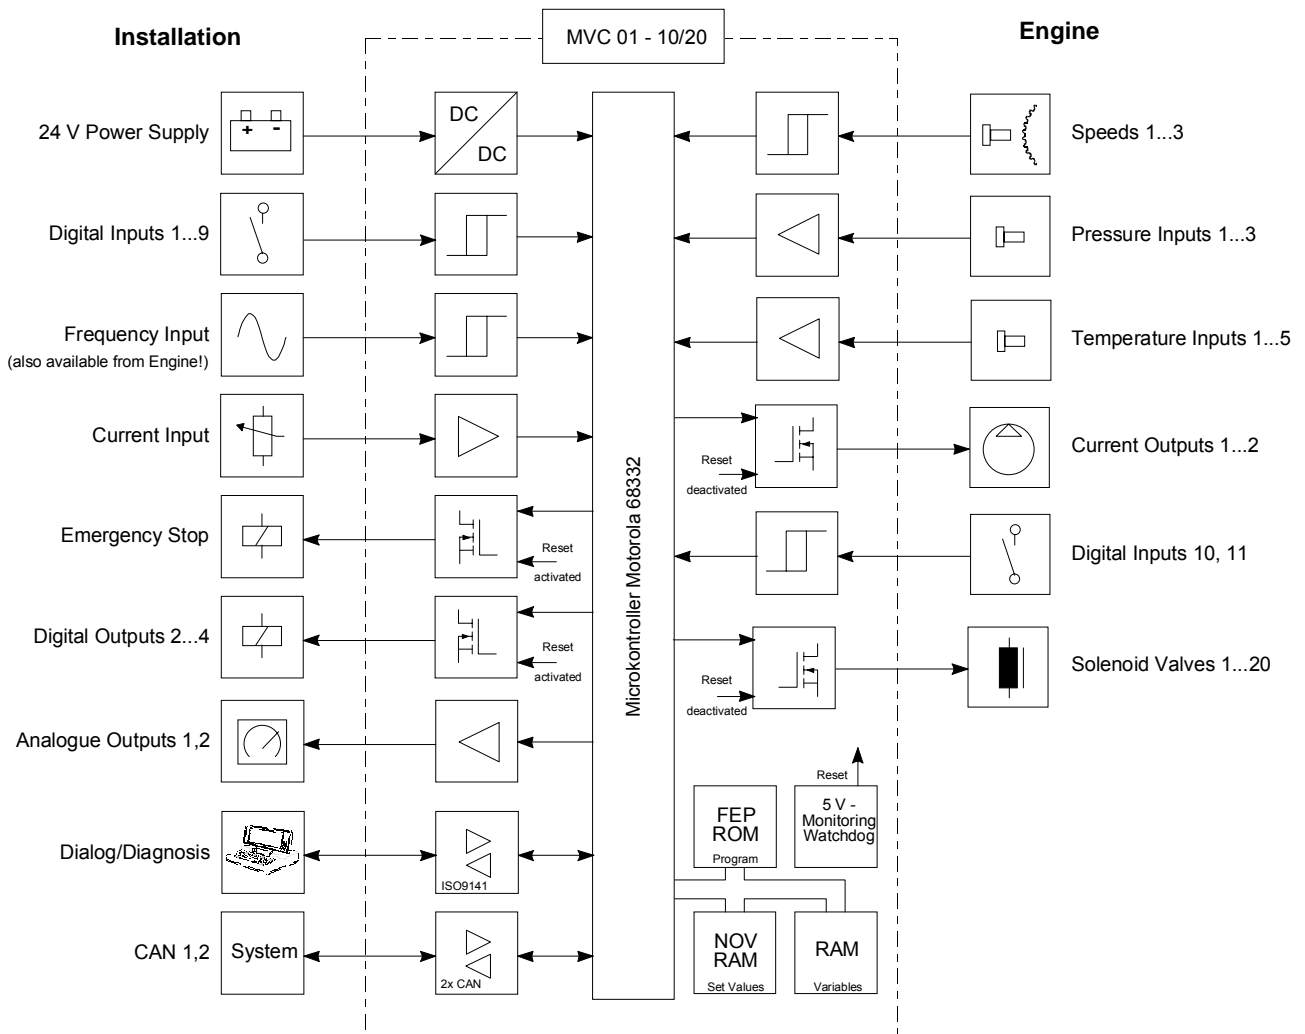 Installation
MVC 01 - 10/20
Engine
24 V Power Supply
+ -
DC
DC
Speeds 1...3
Digital Inputs 1...9
Pressure Inputs 1...3
Frequency Input
(also available from Engine!)
Temperature Inputs 1...5
Current Input
Reset
deactivated
Current Outputs 1...2
Microkontroller Motorola 68332
Emergency Stop
Reset
activated
Digital Inputs 10, 11
Digital Outputs 2...4
Reset
activated
Reset
deactivated
Solenoid Valves 1...20
Analogue Outputs 1,2
Reset
FEP
ROM
Program
5 V -
Monitoring
Watchdog
Dialog/Diagnosis
ISO9141
CAN 1,2
System
2x CAN
NOV
RAM
Set Values
RAM
Variables